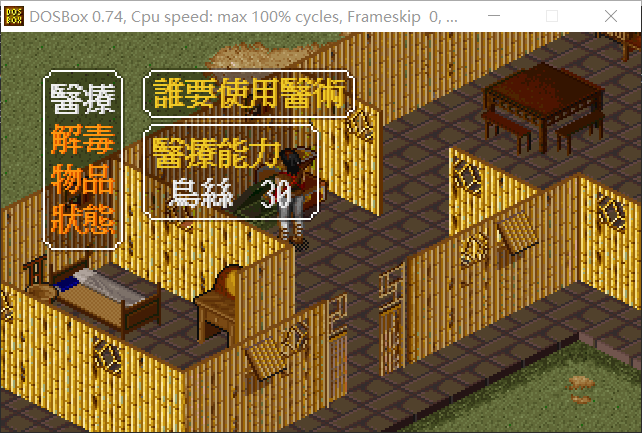 DOSBox 0.74, Cpu speed: max 100% cycles, Frameskip  0, ...
醫療
解毒
物品
狀態
誰要使用醫術
醫療能力
烏絲 30